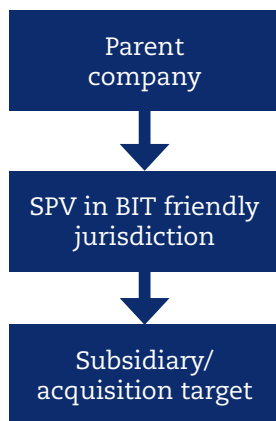 Parent
company
SPV in BIT friendly
jurisdiction
Subsidiary/
acquisition target